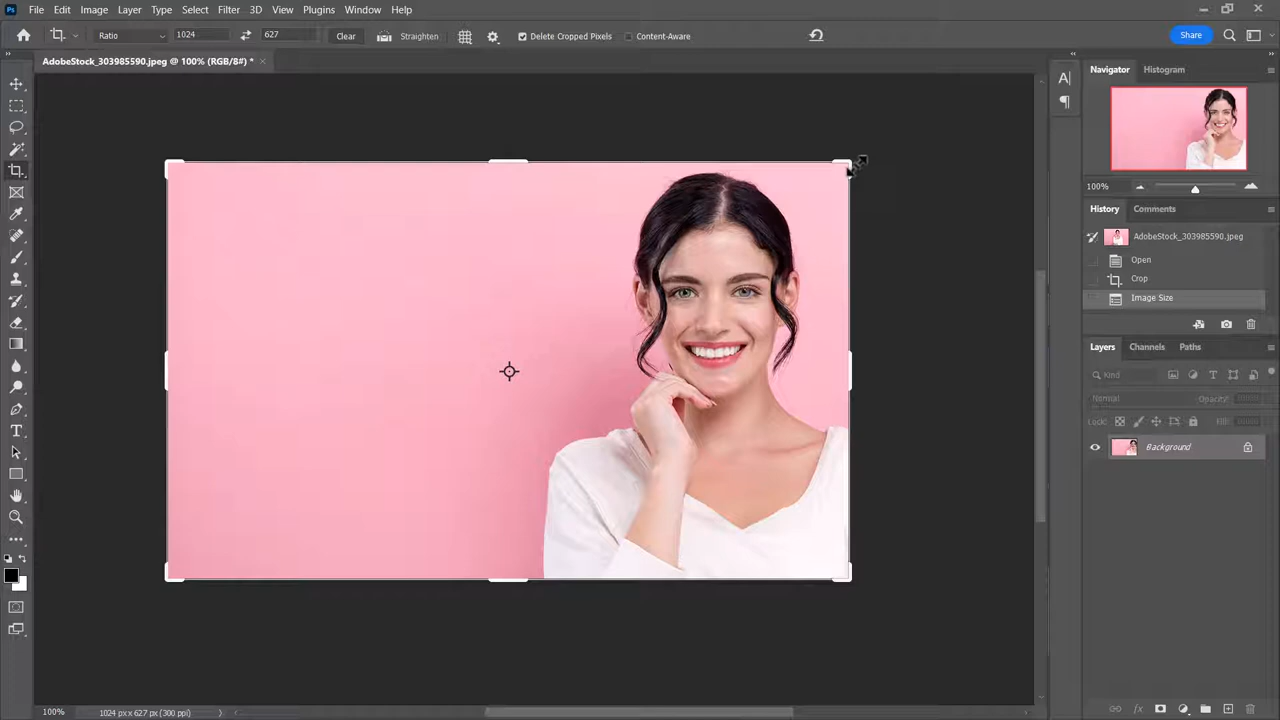 Ps File Edit Image Layer Type Select Filter 3D View Plugins Window Help
Ratio 1024 627 Clear Straighten Delete Cropped Pixels Content-Aware Share
AdobeStock_303985590.jpeg @ 100% (RGB/8#) *
Navigator Histogram
100%
History Comments
AdobeStock_303985590.jpeg
Open
Crop
Image Size
Layers Channels Paths
Kind
Normal Opacity:
Lock: Fill:
Background
100% 1024 px x 627 px (300 ppi)